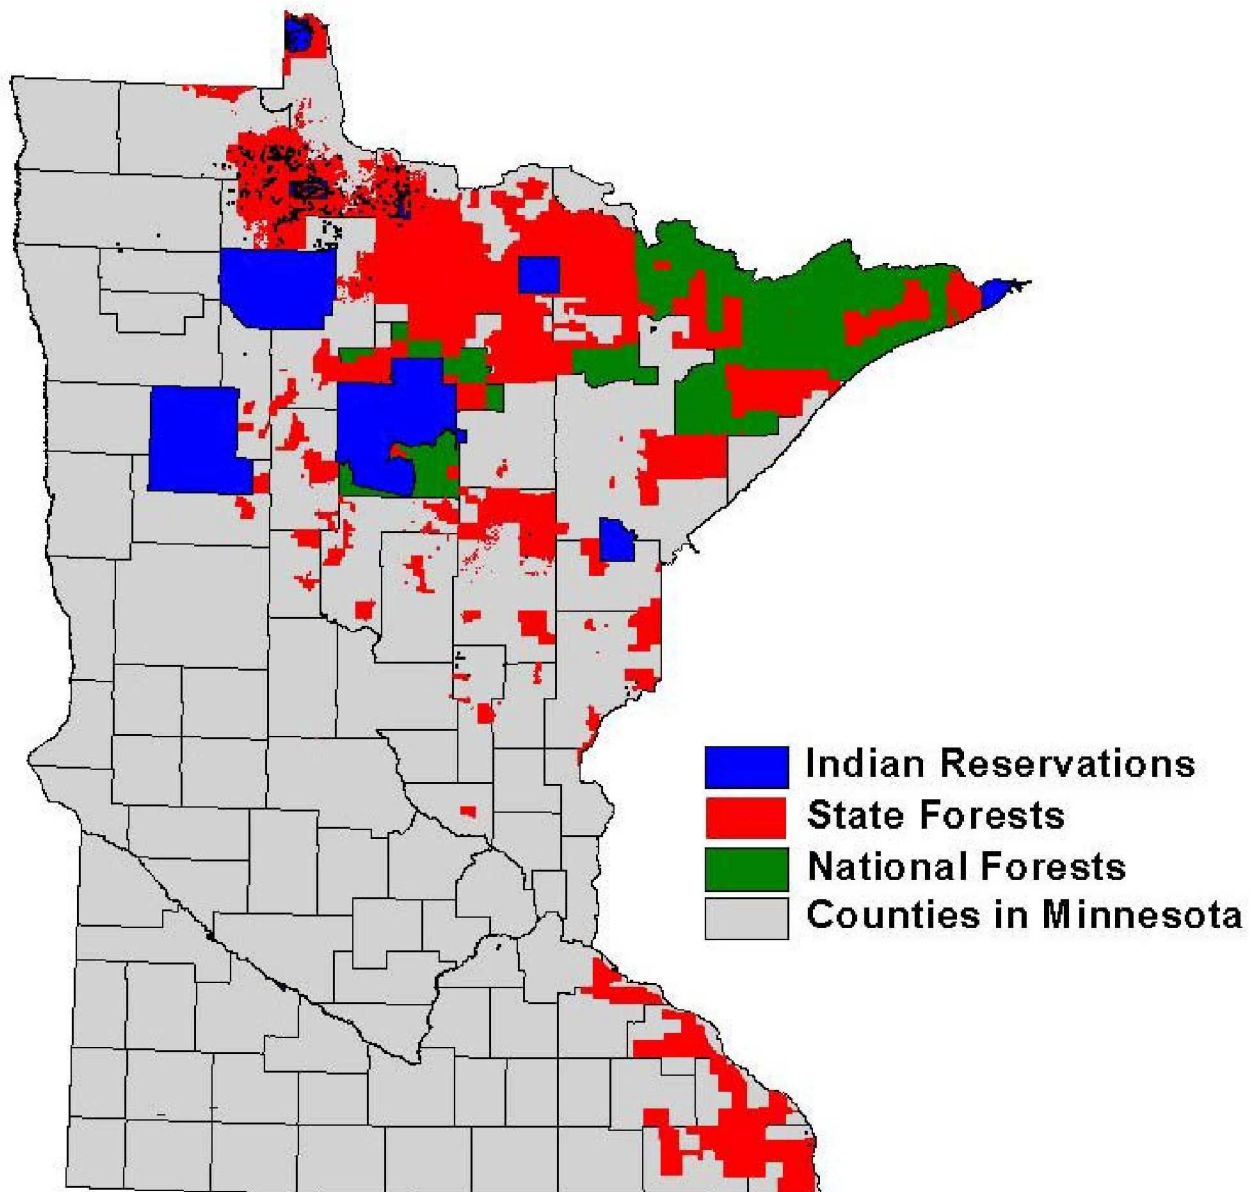 Indian Reservations
State Forests
National Forests
Counties in Minnesota